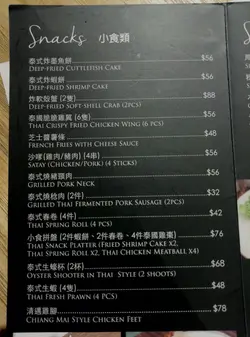 Snacks 小食類
泰式炸墨魚餅 $56
Deep-fried Cuttlefish Cake
泰式炸蝦餅 $56
Deep-fried Shrimp Cake
炸軟殼蟹 (2隻) $88
Deep-fried Soft-shell Crab (2pcs)
泰國脆脆雞翼 (6隻) $56
Thai Crispy Fried Chicken Wing (6 pcs)
芝士醬薯條 $48
French Fries with Cheese Sauce
沙嗲(雞肉/豬肉) (4串) $56
Satay (Chicken/Pork) (4 Sticks)
泰式燒豬頸肉 $56
Grilled Pork Neck
泰式燒檢肉 (2件) $32
Grilled Thai Fermented Pork Sausage (2pcs)
泰式春卷 (4件) $42
Thai Spring Roll (4 pcs)
小食拼盤 (2件蝦餅、2件春卷、4件泰國雞棗) $76
Thai Snack Platter (Fried Shrimp Cake x2,
Thai Spring Roll x2, Thai Chicken Meatball x4)
泰式生蠔杯 (2杯) $68
Oyster Shooter in Thai Style (2 shoots)
泰式生蝦 (4隻) $48
Thai Fresh Prawn (4 pcs)
清邁雞腳 $78
Chiang Mai Style Chicken Feet